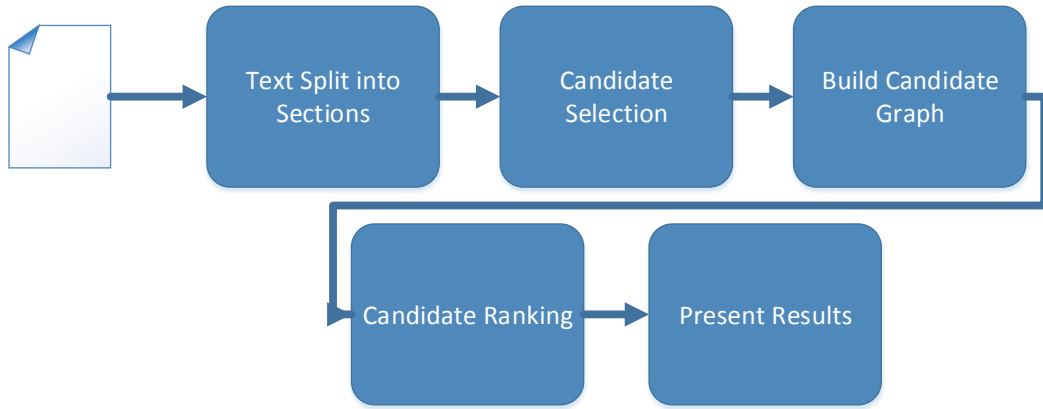 Text Split into
Sections
Candidate
Selection
Build Candidate
Graph
Candidate Ranking
Present Results